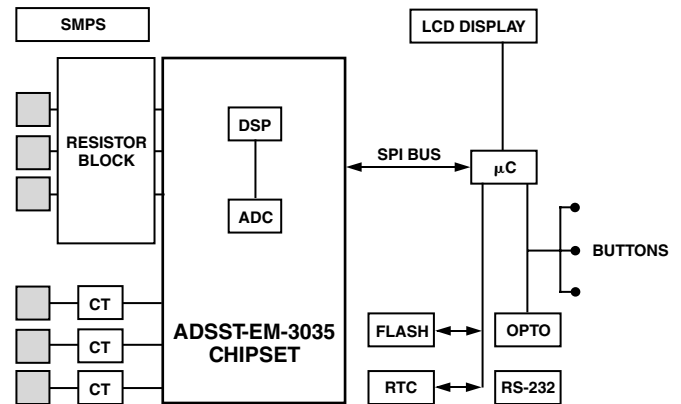 SMPS
LCD DISPLAY
RESISTOR
BLOCK
DSP
SPI BUS
μC
ADC
BUTTONS
CT
ADSST-EM-3035
CHIPSET
FLASH
OPTO
CT
CT
RTC
RS-232